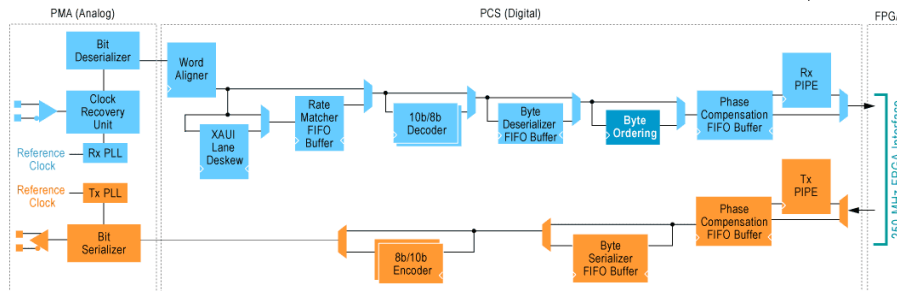 PMA (Analog)
PCS (Digital)
FPGA
Bit
Deserializer
Word
Aligner
Clock
Recovery
Unit
Reference
Clock
Rx PLL
XAUI
Lane
Deskew
Rate
Matcher
FIFO
Buffer
10b/8b
Decoder
Byte
Deserializer
FIFO Buffer
Byte
Ordering
Phase
Compensation
FIFO Buffer
Rx
PIPE
250 MHz FPGA Interface
Reference
Clock
Tx PLL
Bit
Serializer
8b/10b
Encoder
Byte
Serializer
FIFO Buffer
Phase
Compensation
FIFO Buffer
Tx
PIPE